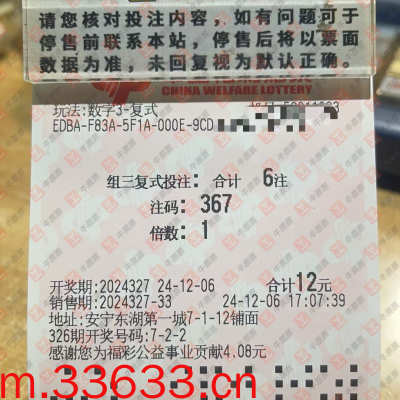 请您核对投注内容，如有问题可于
停售前联系本站，停售后将以票面
数据为准，未回复视为默认正确。
CHINA WELFARE LOTTERY
玩法:数字3-复式
EDBA-F83A-5F1A-000E-9CD
组三复式投注: 合计 6注
注码: 367
倍数: 1
开奖期:2024327 24-12-06 合计12元
销售期:2024327-33 24-12-06 17:07:39
地址:安宁东湖第一城7-1-12铺面
326期开奖号码:7-2-2
感谢您为福彩公益事业贡献4.08元
m.33633.cn